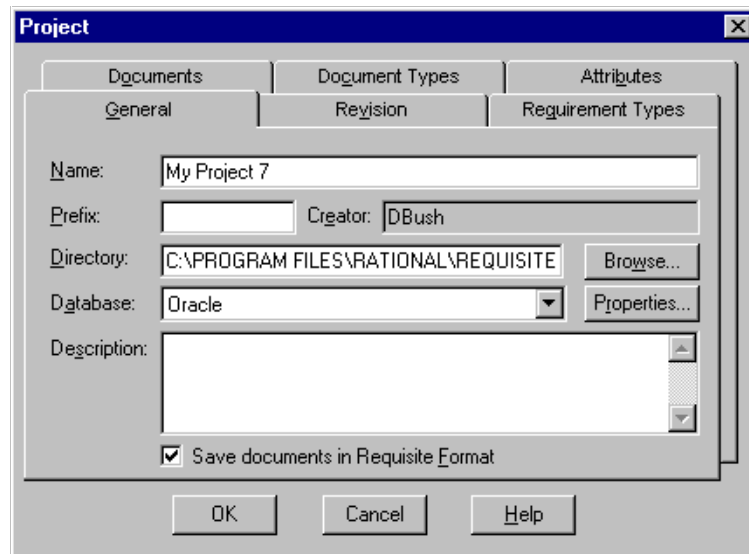 Project
Documents Document Types Attributes
General Revision Requirement Types
Name: My Project 7
Prefix: Creator: DBush
Directory: C:\PROGRAM FILES\RATIONAL\REQUISITE Browse...
Database: Oracle Properties...
Description:
Save documents in Requisite Format
OK Cancel Help